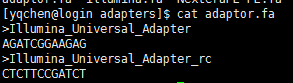 [yqchen@login adapters]$ cat adaptor.fa
>Illumina_Universal_Adapter
AGATCGGAAGAG
>Illumina_Universal_Adapter_rc
CTCTTCCGATCT